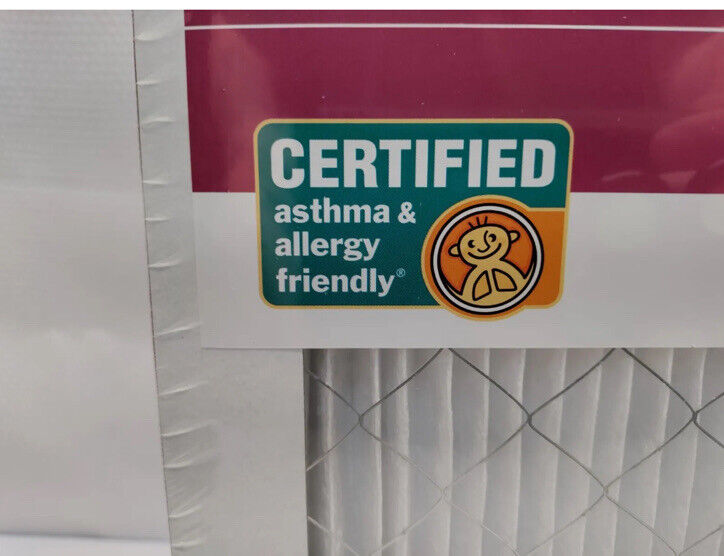 CERTIFIED
asthma &
allergy
friendly®